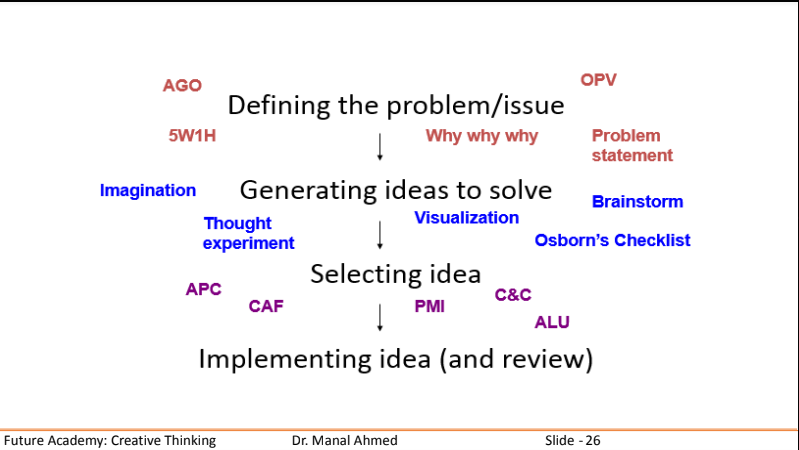 AGO
OPV
Defining the problem/issue
5W1H
Why why why
Problem
statement
Imagination
Generating ideas to solve
Brainstorm
Thought
experiment
Visualization
Osborn’s Checklist
Selecting idea
APC
CAF
PMI
C&C
ALU
Implementing idea (and review)
Future Academy: Creative Thinking Dr. Manal Ahmed Slide - 26